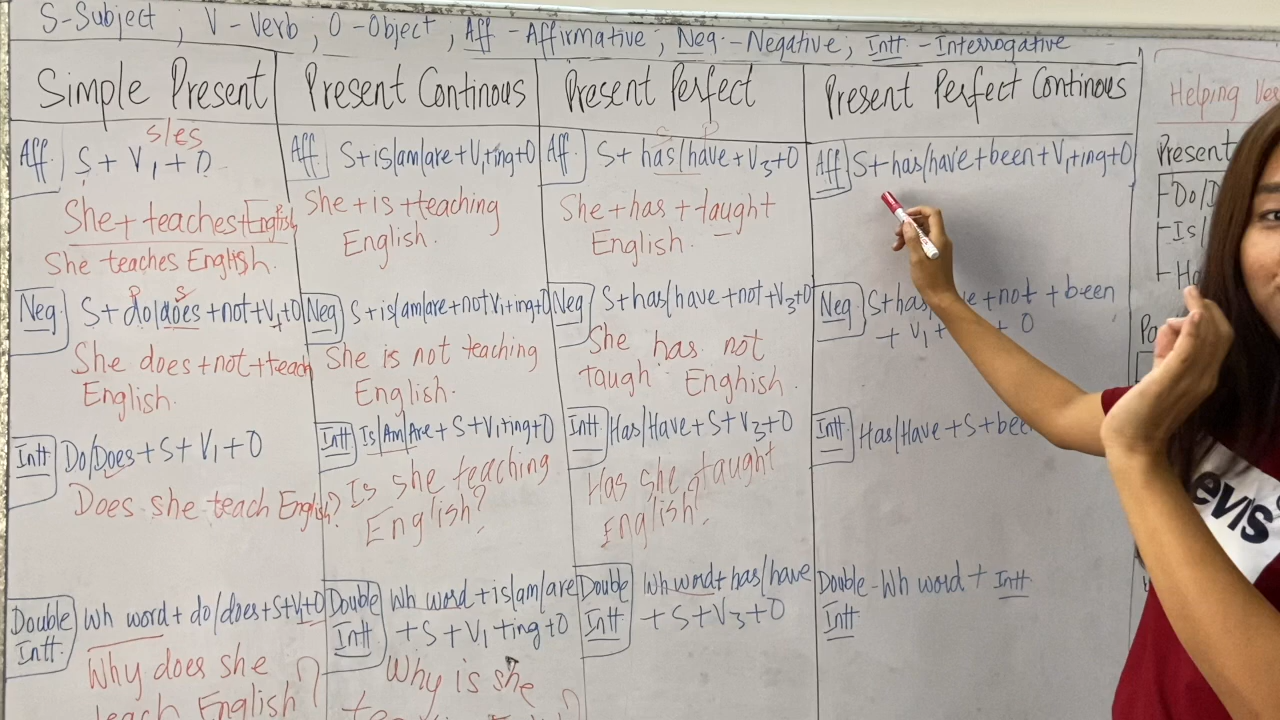 S-Subject ; V-Verb ; O-Object ; Aff-Affirmative ; Neg-Negative ; Intt-Interrogative
Simple Present
s/es
Aff. S + V1 + O
She + teaches + English
She teaches English.
P S
Neg. S + do/does + not + V1 + O
She does + not + teach
English.
Intt Do/Does + S + V1 + O
Does she teach English?
Double Wh word + do/does + S + V1 + O
Intt.
Why does she
teach English?
Present Continous
Aff. S + is/am/are + V1 + ing + O
She + is + teaching
English.
Neg S + is/am/are + not V1 + ing + O
She is not teaching
English.
Intt Is/Am/Are + S + V1 + ing + O
Is she teaching
English?
Double Wh word + is/am/are
Intt + S + V1 + ing + O
Why is she
Present Perfect
S P
Aff. S + has/have + V3 + O
She + has + taught
English.
Neg S + has/have + not + V3 + O
She has not
taugh Enghish.
Intt Has/Have + S + V3 + O
Has she taught
English?
Double Wh word + has/have
Intt + S + V3 + O
Present Perfect Continous
Aff S + has/have + been + V1 + ing + O
Neg S + has + not + been
+ V1 + + O
Intt Has/Have + S +
Double - Wh word + Intt
Intt
Helping
Present
Do/
Is/
Levis